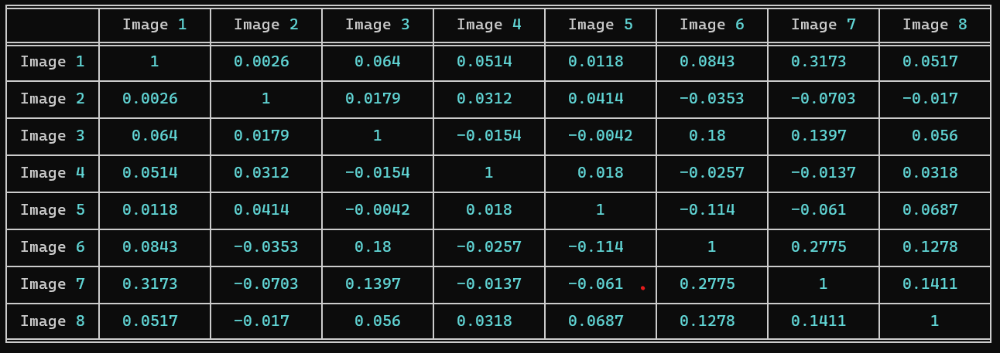 Image 1 Image 2 Image 3 Image 4 Image 5 Image 6 Image 7 Image 8
Image 1 1 0.0026 0.064 0.0514 0.0118 0.0843 0.3173 0.0517
Image 2 0.0026 1 0.0179 0.0312 0.0414 -0.0353 -0.0703 -0.017
Image 3 0.064 0.0179 1 -0.0154 -0.0042 0.18 0.1397 0.056
Image 4 0.0514 0.0312 -0.0154 1 0.018 -0.0257 -0.0137 0.0318
Image 5 0.0118 0.0414 -0.0042 0.018 1 -0.114 -0.061 0.0687
Image 6 0.0843 -0.0353 0.18 -0.0257 -0.114 1 0.2775 0.1278
Image 7 0.3173 -0.0703 0.1397 -0.0137 -0.061 0.2775 1 0.1411
Image 8 0.0517 -0.017 0.056 0.0318 0.0687 0.1278 0.1411 1